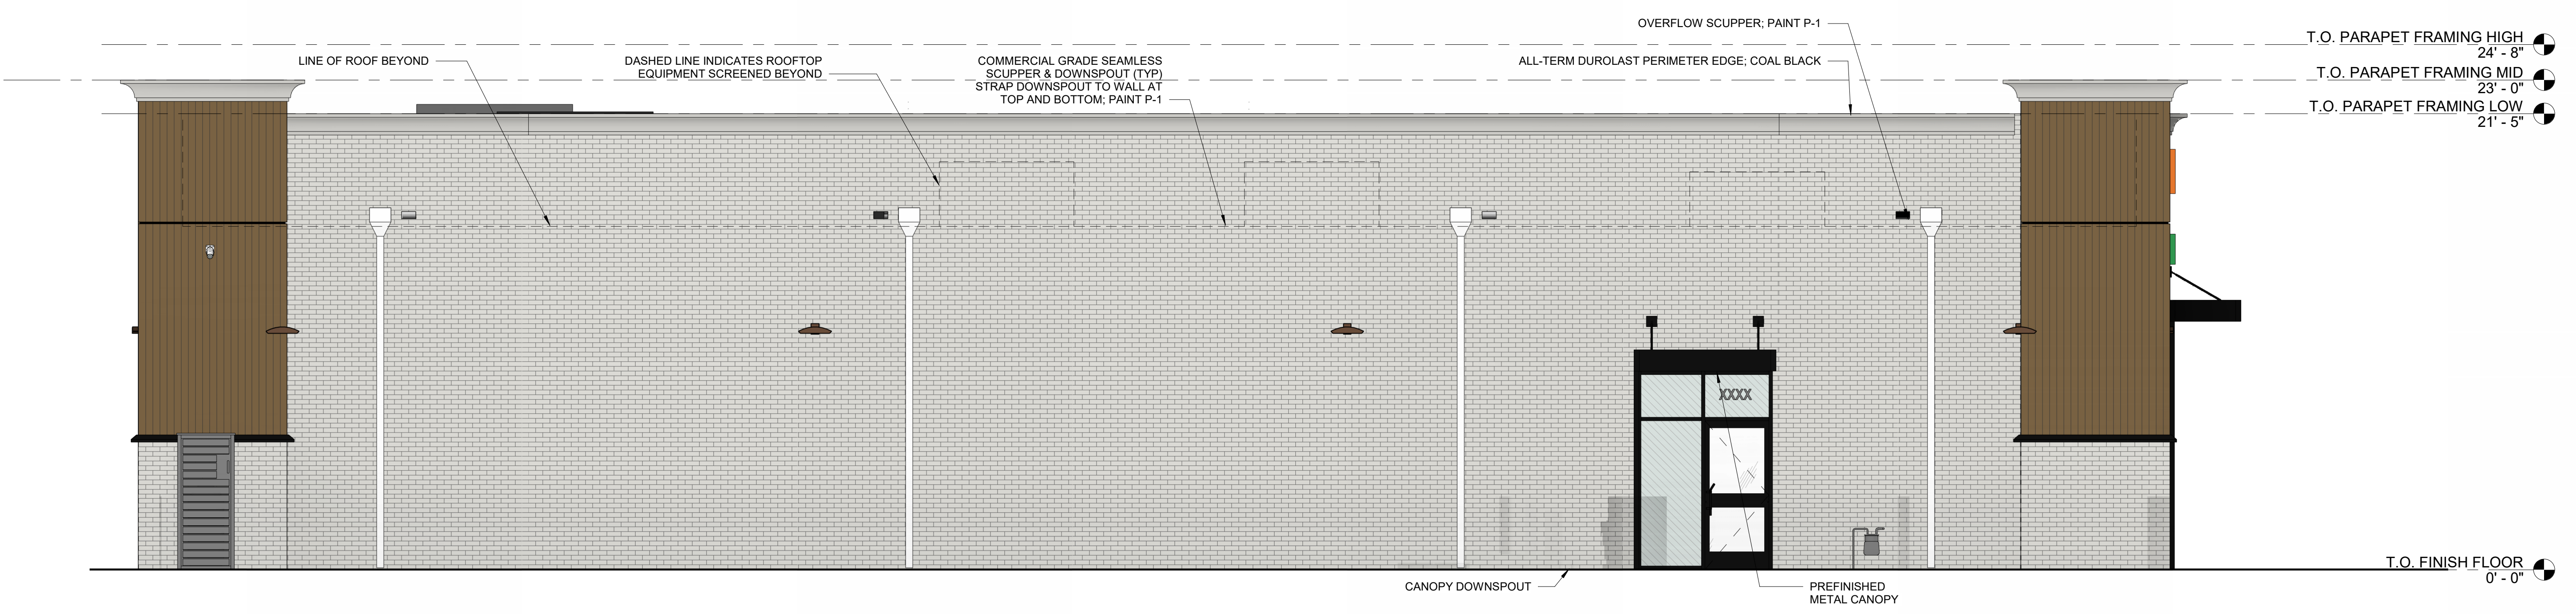 OVERFLOW SCUPPER; PAINT P-1
T.O. PARAPET FRAMING HIGH
24' - 8"
LINE OF ROOF BEYOND
DASHED LINE INDICATES ROOFTOP
EQUIPMENT SCREENED BEYOND
COMMERCIAL GRADE SEAMLESS
SCUPPER & DOWNSPOUT (TYP)
STRAP DOWNSPOUT TO WALL AT
TOP AND BOTTOM; PAINT P-1
ALL-TERM DUROLAST PERIMETER EDGE; COAL BLACK
T.O. PARAPET FRAMING MID
23' - 0"
T.O. PARAPET FRAMING LOW
21' - 5"
XXXX
T.O. FINISH FLOOR
0' - 0"
CANOPY DOWNSPOUT
PREFINISHED
METAL CANOPY